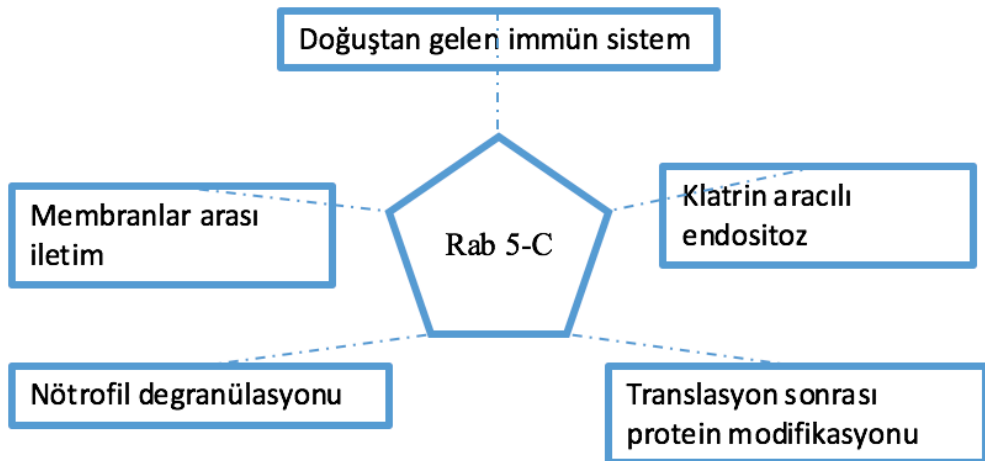 Doğuştan gelen immün sistem
Membranlar arası
iletim
Klatrin aracılı
endositoz
Rab 5-C
Nötrofil degranülasyonu
Translasyon sonrası
protein modifikasyonu